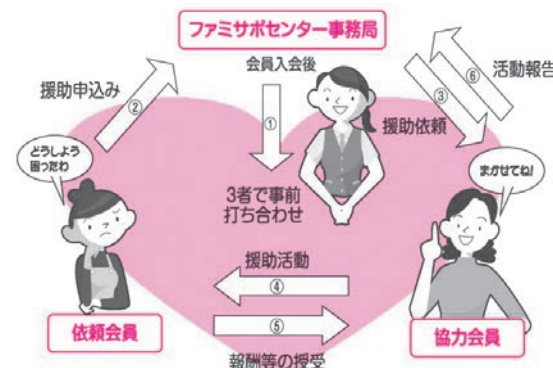 ファミサポセンター事務局
会員入会後
援助申込み
②
①
③
⑥
活動報告
援助依頼
どうしよう
困ったわ
まかせてね!
3者で事前
打ち合わせ
援助活動
④
⑤
依頼会員
協力会員
報酬等の授受